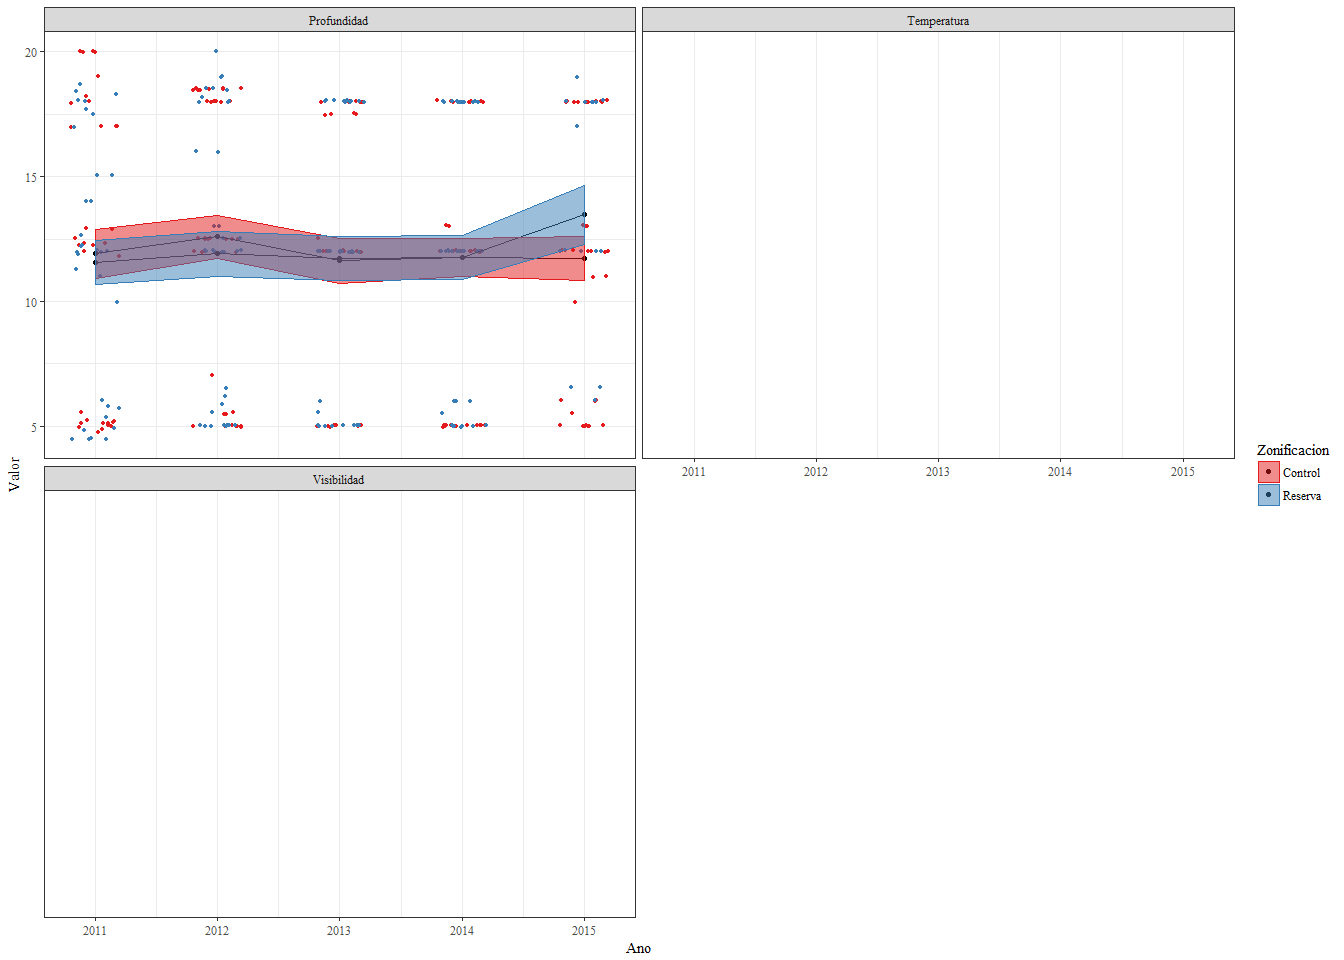 Profundidad
Temperatura
20
15
10
5
2011 2012 2013 2014 2015
Valor
Visibilidad
Zonificacion
Control
Reserva
2011 2012 2013 2014 2015
Ano